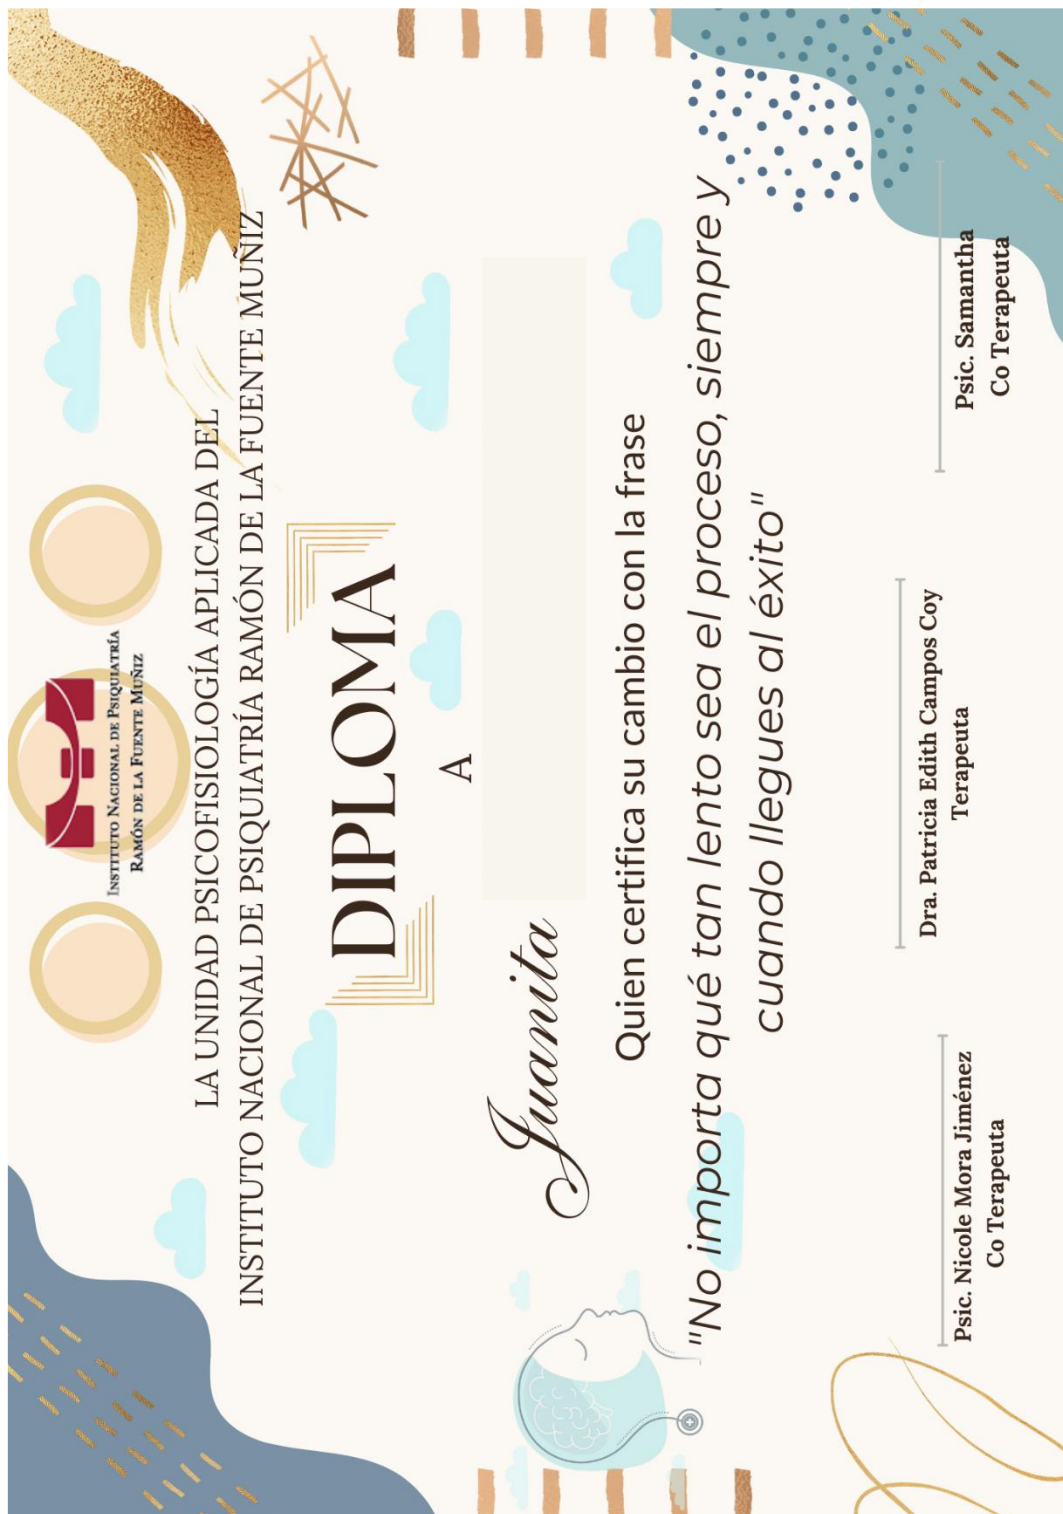 INSTITUTO NACIONAL DE PSIQUIATRÍA
RAMÓN DE LA FUENTE MUÑIZ
LA UNIDAD PSICOFISIOLOGÍA APLICADA DEL
INSTITUTO NACIONAL DE PSIQUIATRÍA RAMÓN DE LA FUENTE MUÑIZ
DIPLOMA
A
Juanita
Quien certifica su cambio con la frase
"No importa qué tan lento sea el proceso, siempre y
cuando llegues al éxito"
Psic. Nicole Mora Jiménez
Co Terapeuta
Dra. Patricia Edith Campos Coy
Terapeuta
Psic. Samantha
Co Terapeuta